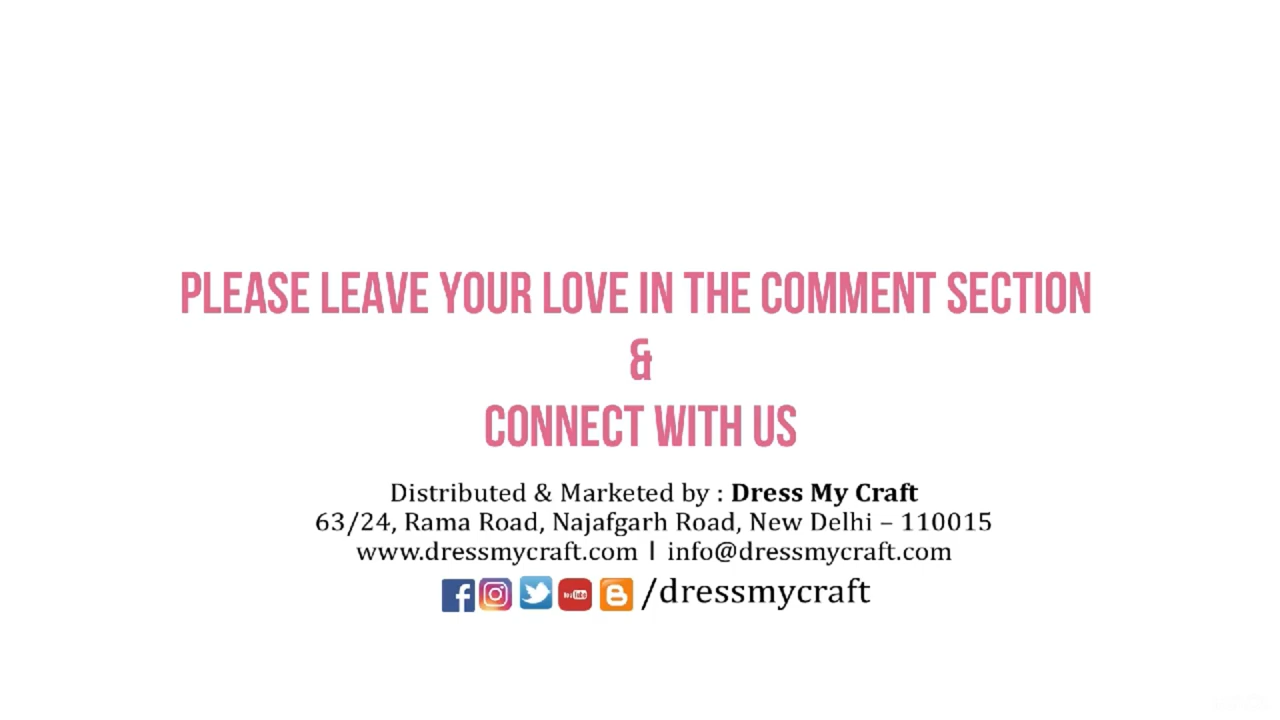 PLEASE LEAVE YOUR LOVE IN THE COMMENT SECTION
&
CONNECT WITH US
Distributed & Marketed by : Dress My Craft
63/24, Rama Road, Najafgarh Road, New Delhi – 110015
www.dressmycraft.com | info@dressmycraft.com
YouTube /dressmycraft